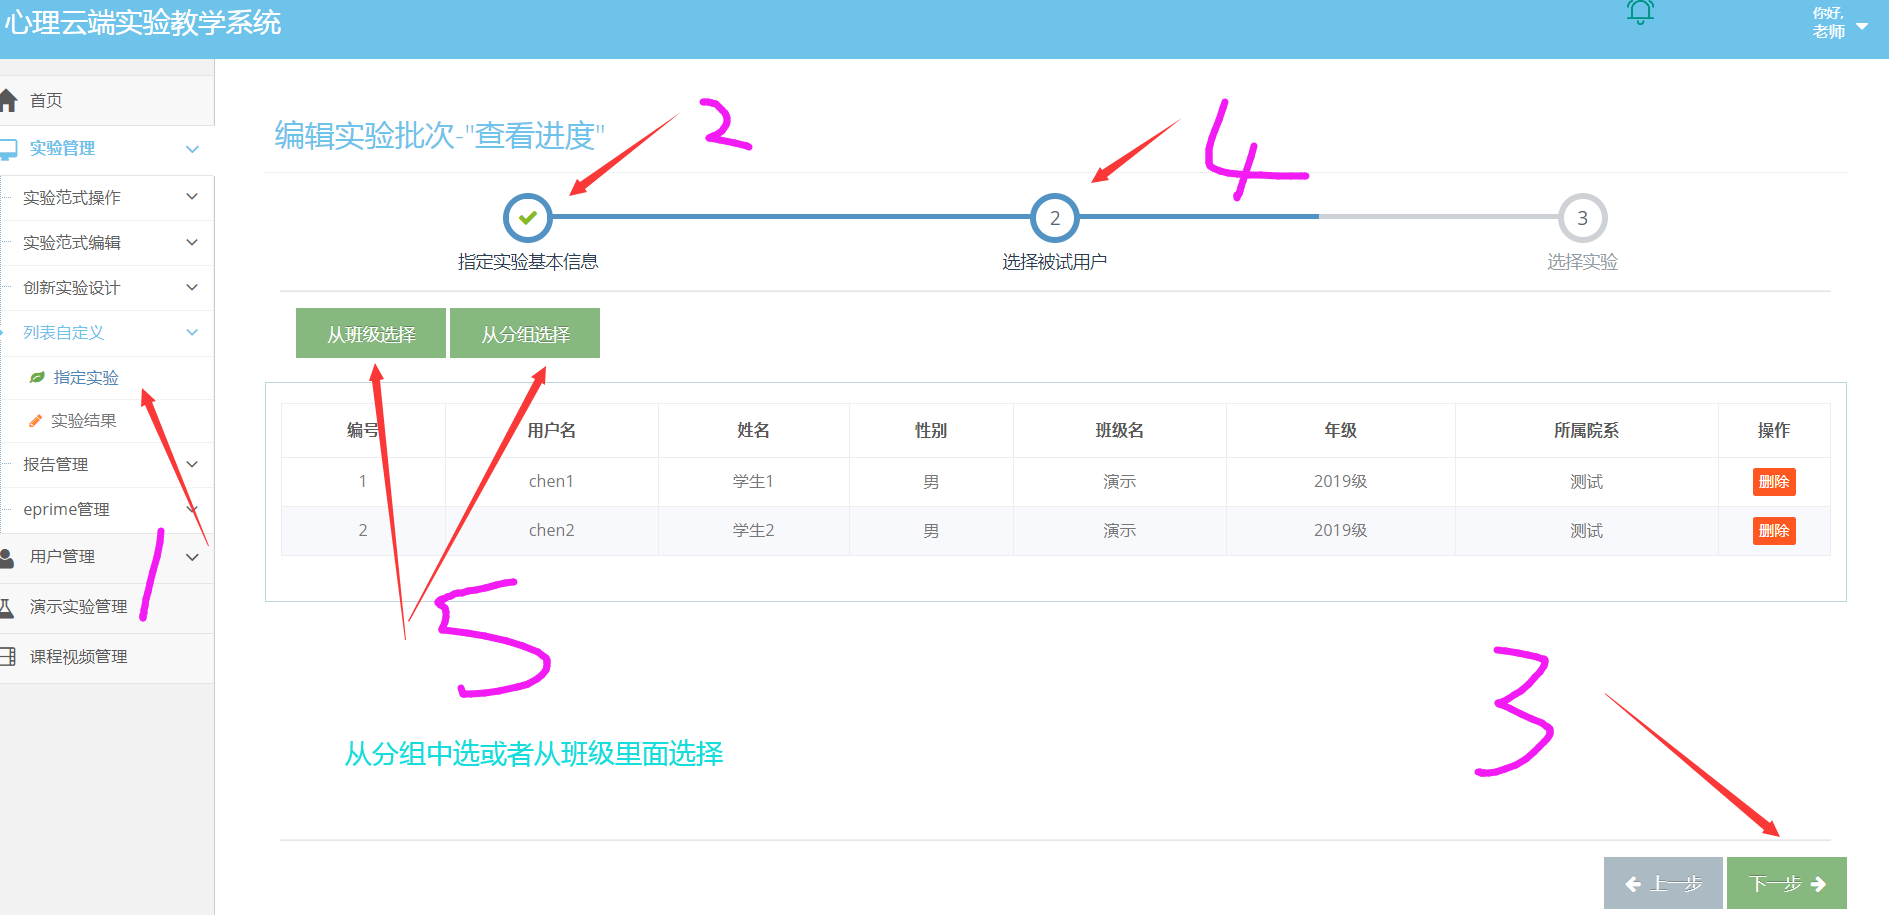 心理云端实验教学系统
你好,
老师
首页
实验管理
实验范式操作
实验范式编辑
创新实验设计
列表自定义
指定实验
实验结果
报告管理
eprime管理
用户管理
演示实验管理
课程视频管理
1
编辑实验批次-"查看进度"
2
4
2
3
指定实验基本信息
选择被试用户
选择实验
从班级选择
从分组选择
编号 用户名 姓名 性别 班级名 年级 所属院系 操作
1 chen1 学生1 男 演示 2019级 测试 删除
2 chen2 学生2 男 演示 2019级 测试 删除
5
3
从分组中选或者从班级里面选择
上一步
下一步